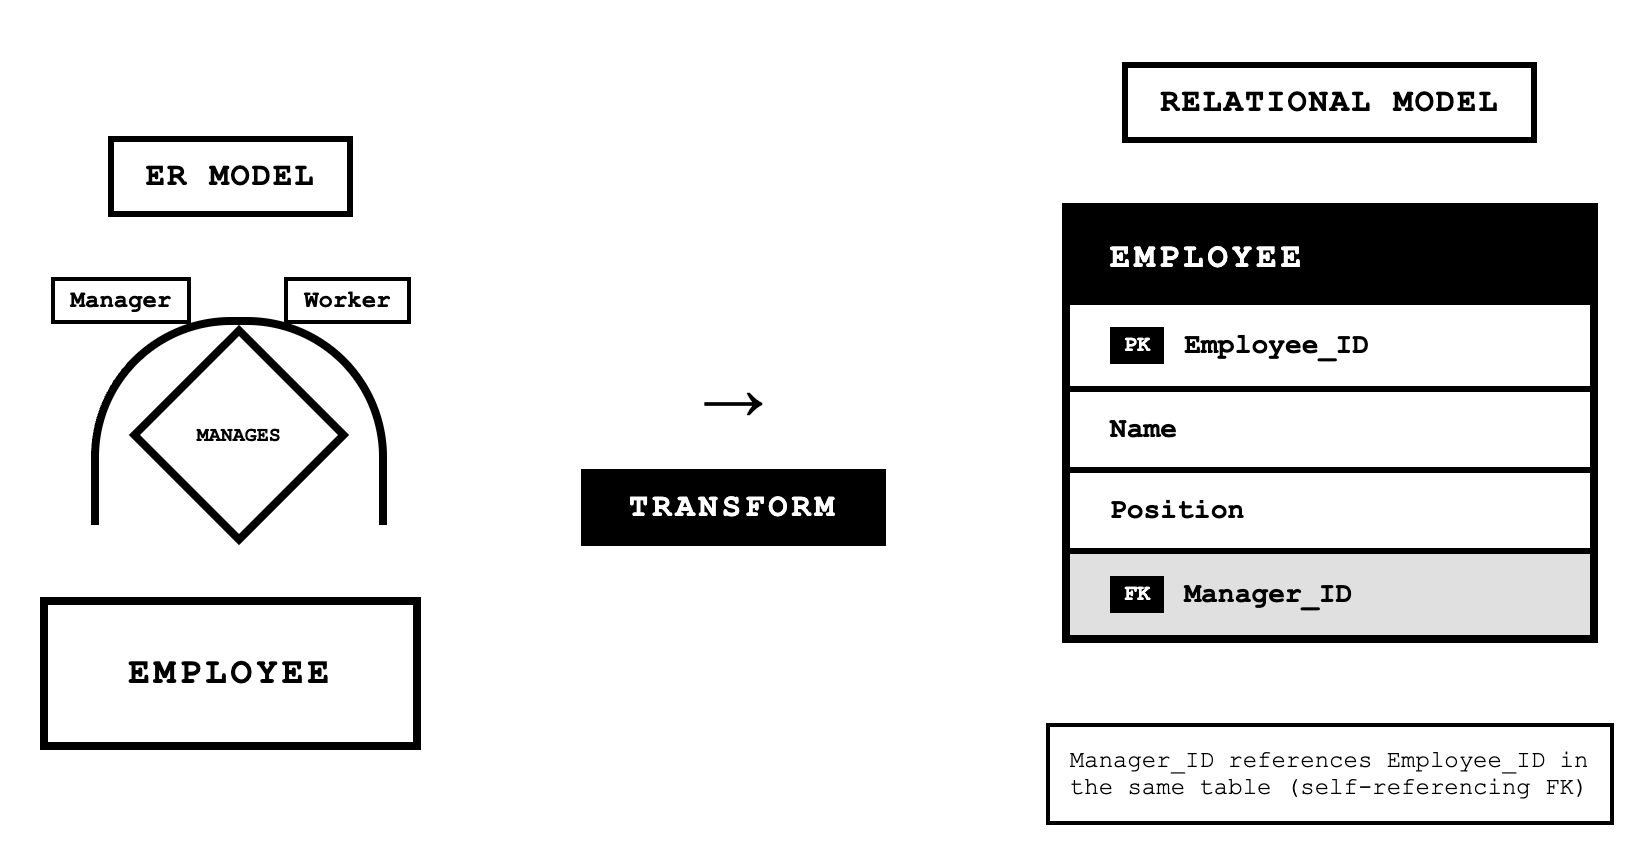 ER MODEL
Manager
Worker
MANAGES
EMPLOYEE
→
TRANSFORM
RELATIONAL MODEL
EMPLOYEE
PK Employee_ID
Name
Position
FK Manager_ID
Manager_ID references Employee_ID in
the same table (self-referencing FK)